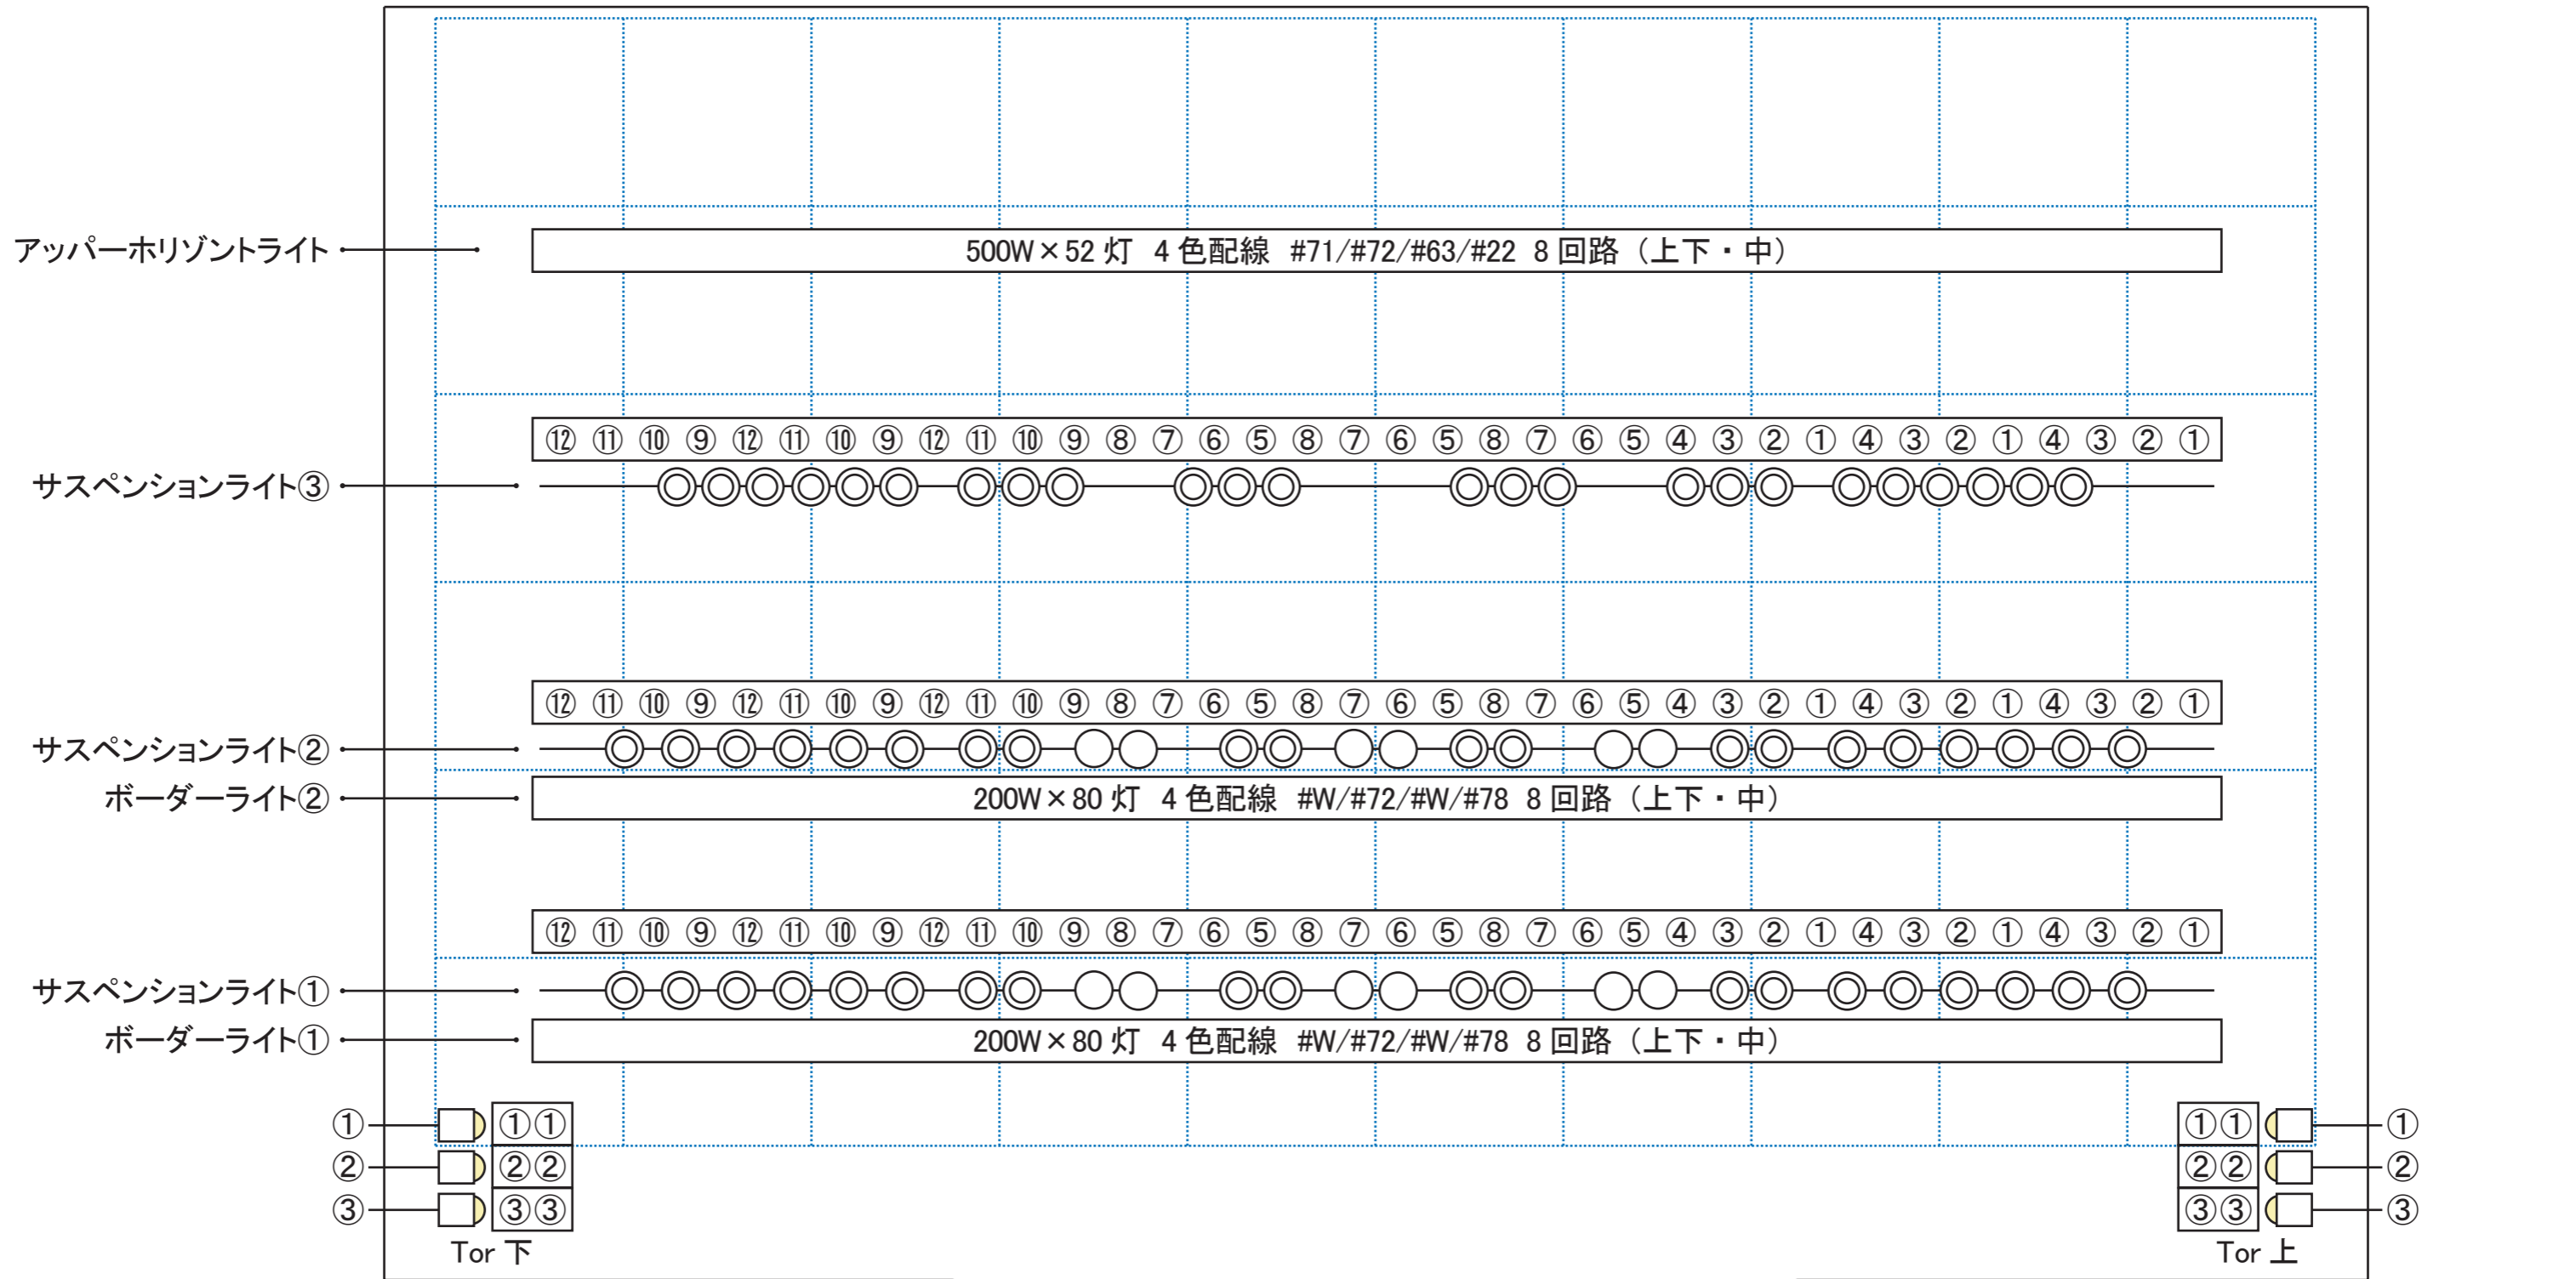 アッパーホリゾントライト
500W×52 灯 4 色配線 #71/#72/#63/#22 8 回路（上下・中）
⑫ ⑪ ⑩ ⑨ ⑫ ⑪ ⑩ ⑨ ⑫ ⑪ ⑩ ⑨ ⑧ ⑦ ⑥ ⑤ ⑧ ⑦ ⑥ ⑤ ⑧ ⑦ ⑥ ⑤ ④ ③ ② ① ④ ③ ② ① ④ ③ ② ①
サスペンションライト③
⑫ ⑪ ⑩ ⑨ ⑫ ⑪ ⑩ ⑨ ⑫ ⑪ ⑩ ⑨ ⑧ ⑦ ⑥ ⑤ ⑧ ⑦ ⑥ ⑤ ⑧ ⑦ ⑥ ⑤ ④ ③ ② ① ④ ③ ② ① ④ ③ ② ①
サスペンションライト②
ボーダーライト②
200W×80 灯 4 色配線 #W/#72/#W/#78 8 回路（上下・中）
⑫ ⑪ ⑩ ⑨ ⑫ ⑪ ⑩ ⑨ ⑫ ⑪ ⑩ ⑨ ⑧ ⑦ ⑥ ⑤ ⑧ ⑦ ⑥ ⑤ ⑧ ⑦ ⑥ ⑤ ④ ③ ② ① ④ ③ ② ① ④ ③ ② ①
サスペンションライト①
ボーダーライト①
200W×80 灯 4 色配線 #W/#72/#W/#78 8 回路（上下・中）
① ①① ①① ①
② ②② ②② ②
③ ③③ ③③ ③
Tor 下
Tor 上